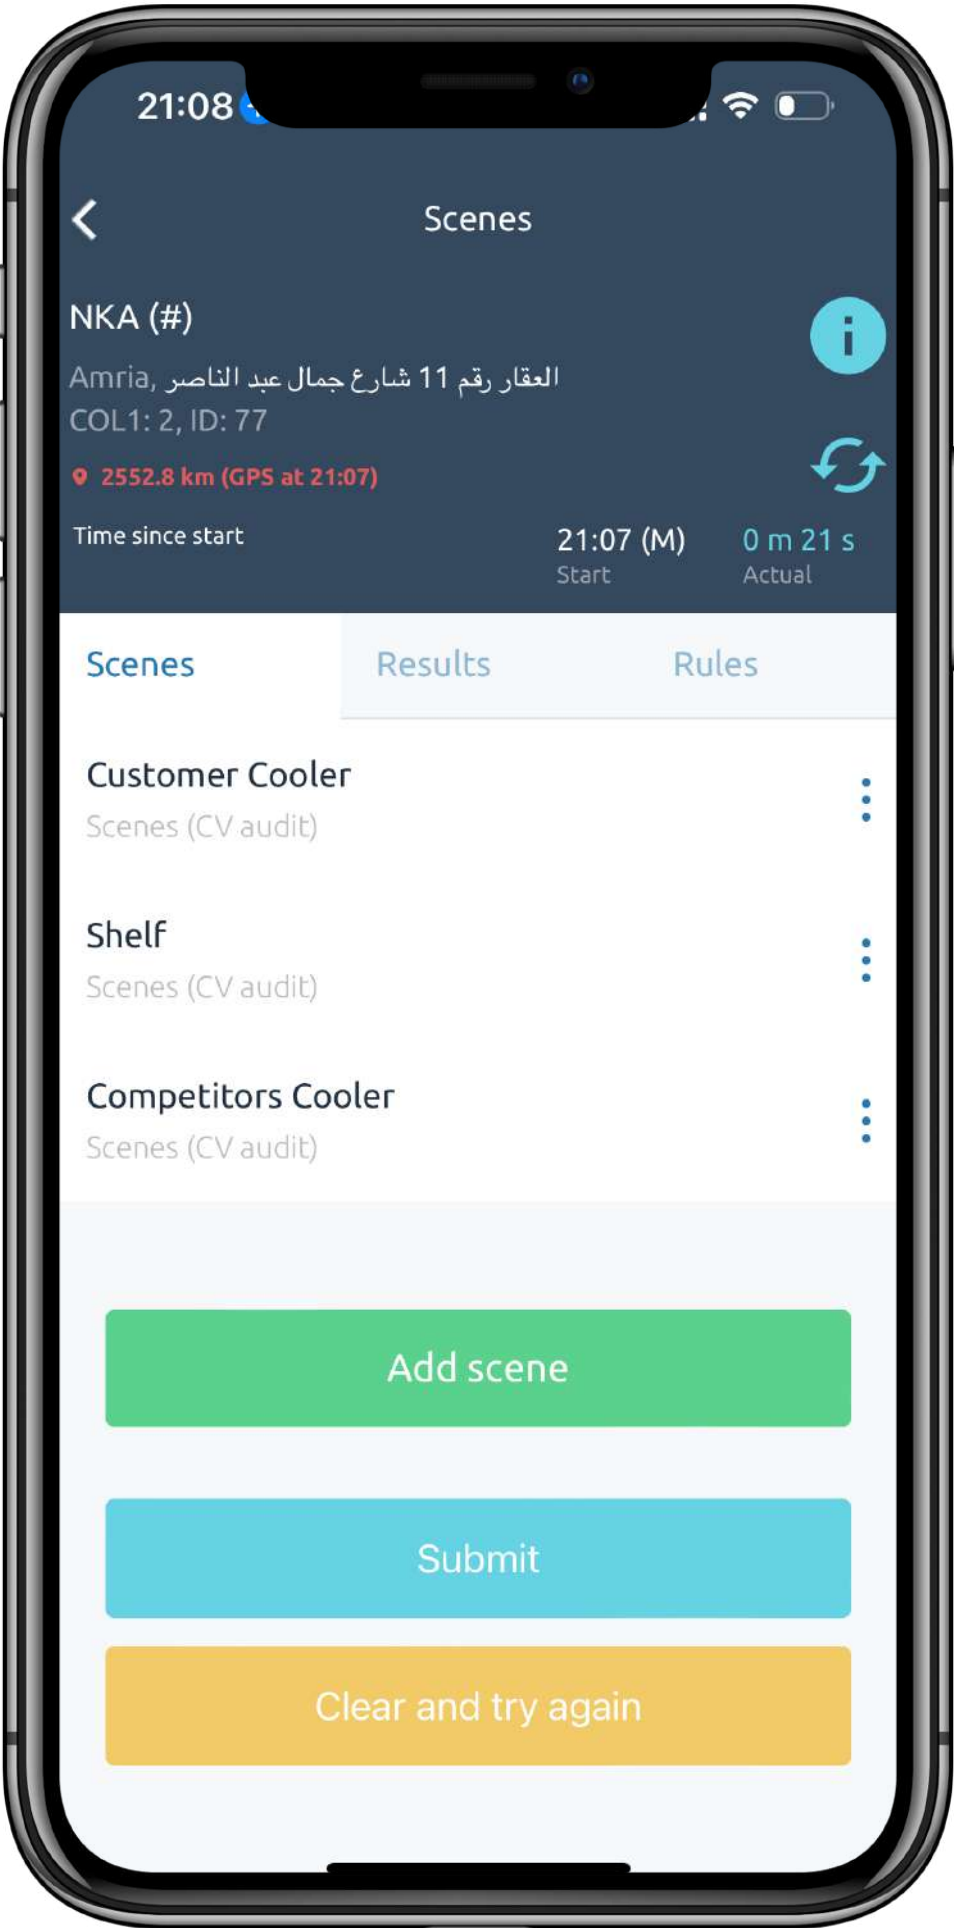 21:08
Scenes
NKA (#)
Amria, العقار رقم 11 شارع جمال عبد الناصر
COL1: 2, ID: 77
2552.8 km (GPS at 21:07)
Time since start
21:07 (M)
Start
0 m 21 s
Actual
Scenes
Results
Rules
Customer Cooler
Scenes (CV audit)
Shelf
Scenes (CV audit)
Competitors Cooler
Scenes (CV audit)
Add scene
Submit
Clear and try again